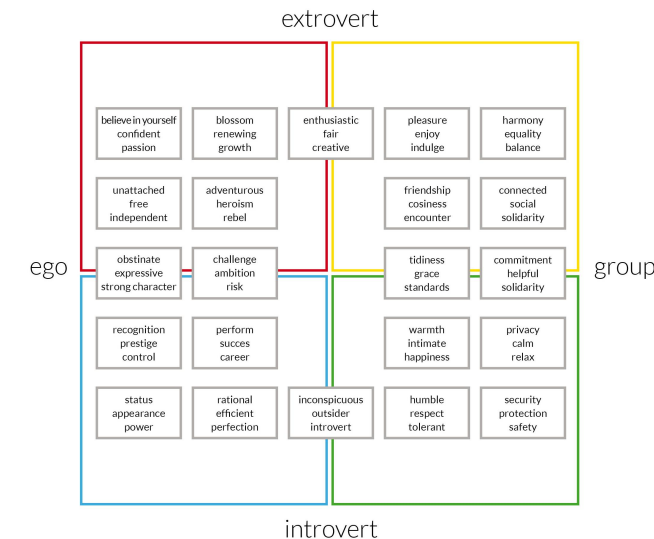 extrovert
believe in yourself
confident
passion
blossom
renewing
growth
enthusiastic
fair
creative
pleasure
enjoy
indulge
harmony
equality
balance
unattached
free
independent
adventurous
heroism
rebel
friendship
cosiness
encounter
connected
social
solidarity
ego
obstinate
expressive
strong character
challenge
ambition
risk
tidiness
grace
standards
commitment
helpful
solidarity
group
recognition
prestige
control
perform
succes
career
warmth
intimate
happiness
privacy
calm
relax
status
appearance
power
rational
efficient
perfection
inconspicuous
outsider
introvert
humble
respect
tolerant
security
protection
safety
introvert